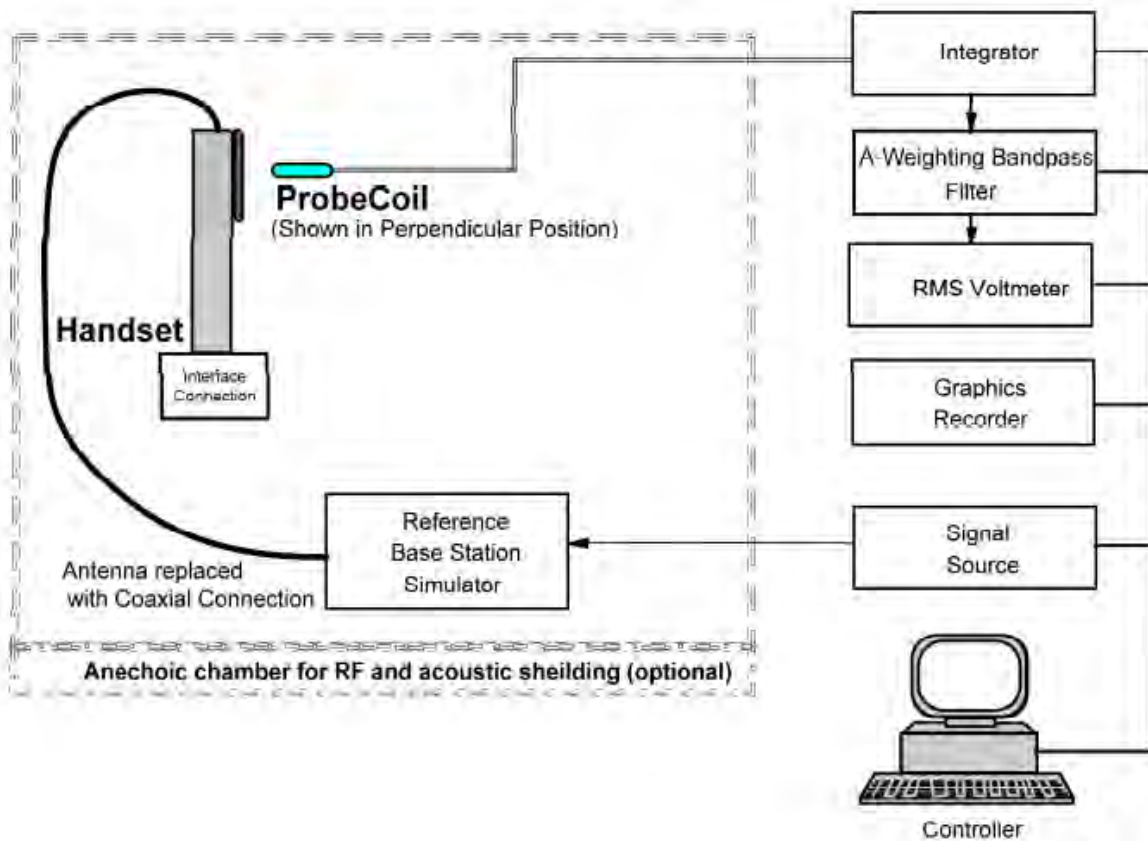 Integrator
A-Weighting Bandpass
Filter
ProbeCoil
(Shown in Perpendicular Position)
RMS Voltmeter
Handset
Interface
Connection
Graphics
Recorder
Reference
Base Station
Simulator
Signal
Source
Antenna replaced
with Coaxial Connection
Anechoic chamber for RF and acoustic sheilding (optional)
Controller